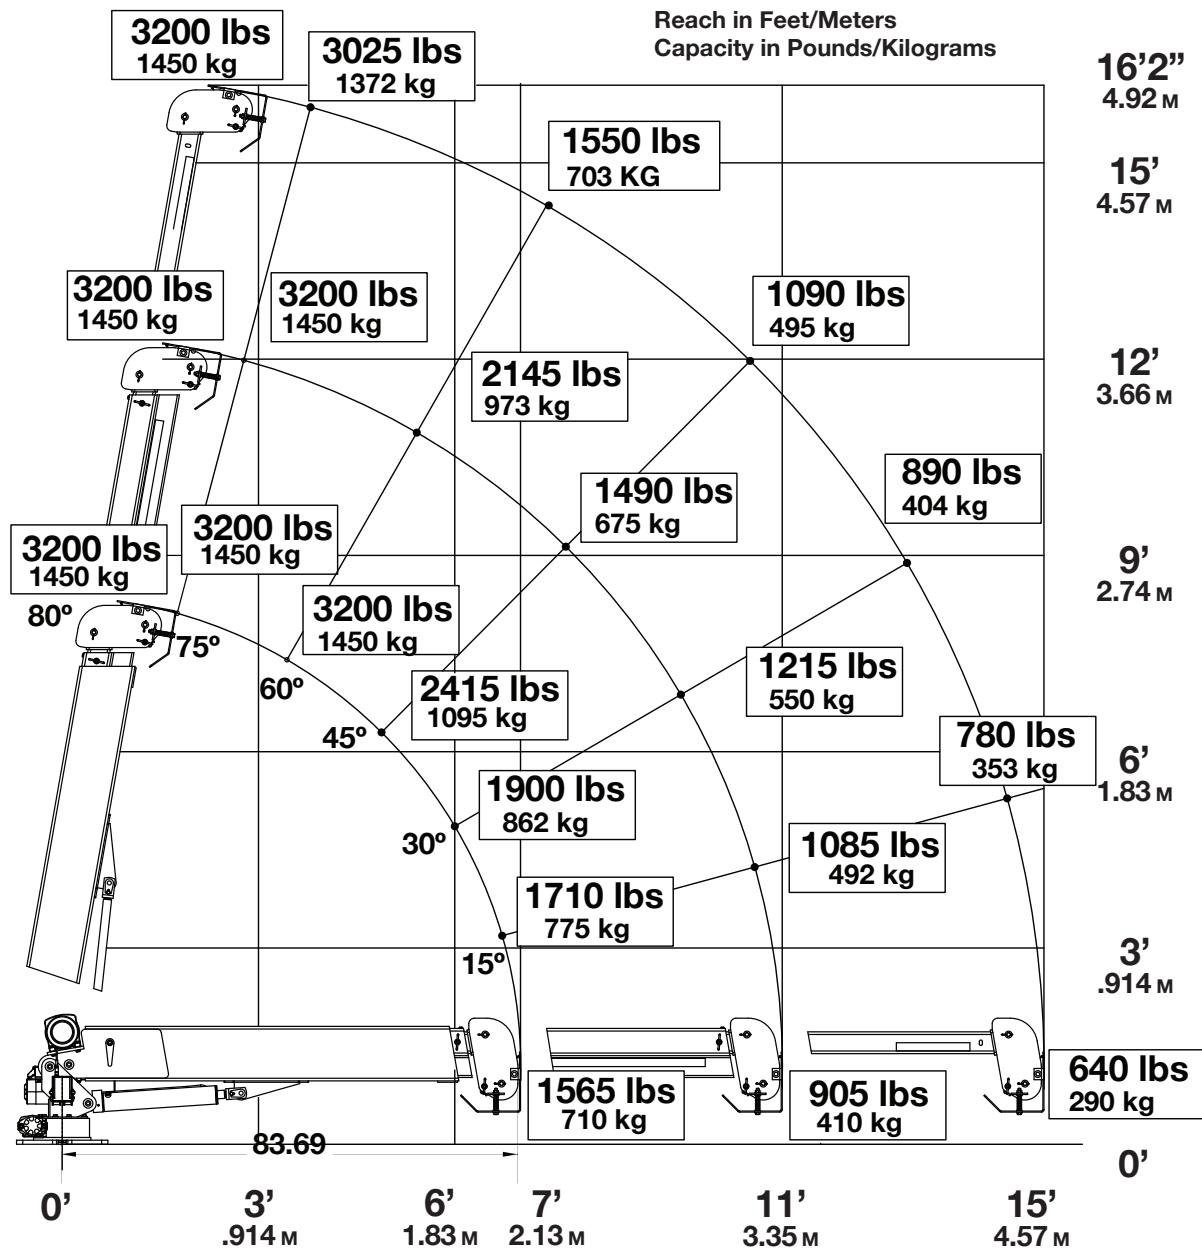 Reach in Feet/Meters
Capacity in Pounds/Kilograms
3200 lbs
1450 kg
3025 lbs
1372 kg
16’2”
4.92 M
1550 lbs
703 KG
15’
4.57 M
3200 lbs
1450 kg
3200 lbs
1450 kg
1090 lbs
495 kg
12’
3.66 M
2145 lbs
973 kg
890 lbs
404 kg
1490 lbs
675 kg
3200 lbs
1450 kg
3200 lbs
1450 kg
9’
2.74 M
80º
75º
3200 lbs
1450 kg
60º
1215 lbs
550 kg
2415 lbs
1095 kg
45º
780 lbs
353 kg
6’
1.83 M
1900 lbs
862 kg
30º
1085 lbs
492 kg
1710 lbs
775 kg
15º
3’
.914 M
1565 lbs
710 kg
905 lbs
410 kg
640 lbs
290 kg
83.69
0’
0’
3’
.914 M
6’
1.83 M
7’
2.13 M
11’
3.35 M
15’
4.57 M